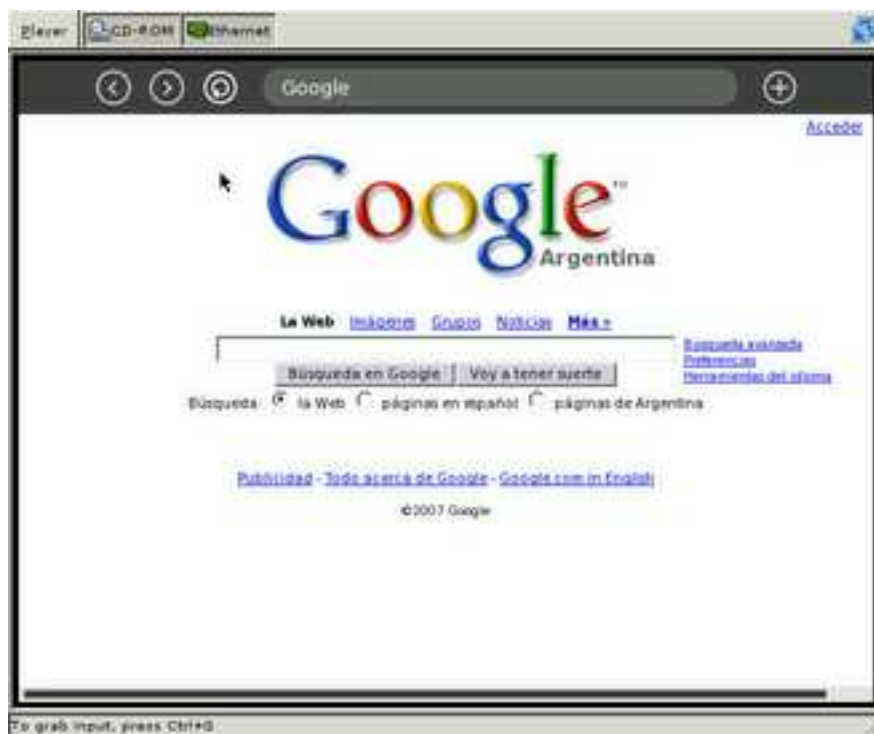 Player CD-ROM Ethernet
Google
Acceder
Google TM
Argentina
La Web Imágenes Grupos Noticias Más »
Búsqueda avanzada
Preferencias
Herramientas del idioma
Búsqueda en Google Voy a tener suerte
Búsqueda: la Web páginas en español páginas de Argentina
Publicidad - Todo acerca de Google - Google.com in English
©2007 Google
To grab input, press Ctrl+G